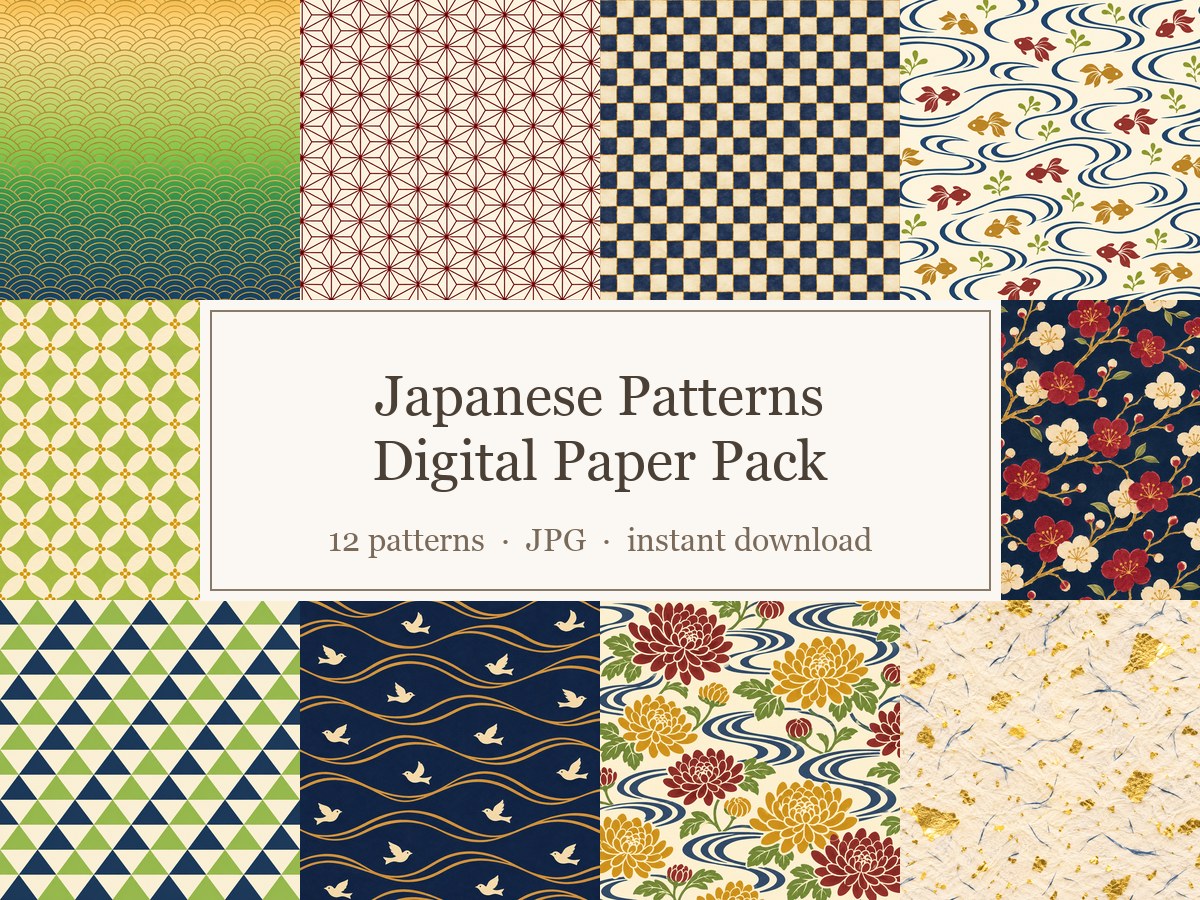 Japanese Patterns
Digital Paper Pack
12 patterns · JPG · instant download